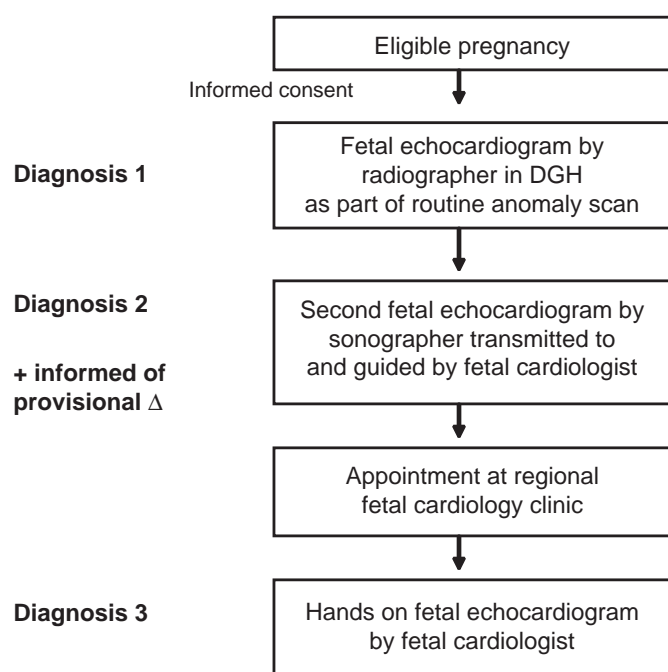 Eligible pregnancy
Informed consent
Diagnosis 1
Fetal echocardiogram by
radiographer in DGH
as part of routine anomaly scan
Diagnosis 2
+ informed of
provisional Δ
Second fetal echocardiogram by
sonographer transmitted to
and guided by fetal cardiologist
Appointment at regional
fetal cardiology clinic
Diagnosis 3
Hands on fetal echocardiogram
by fetal cardiologist